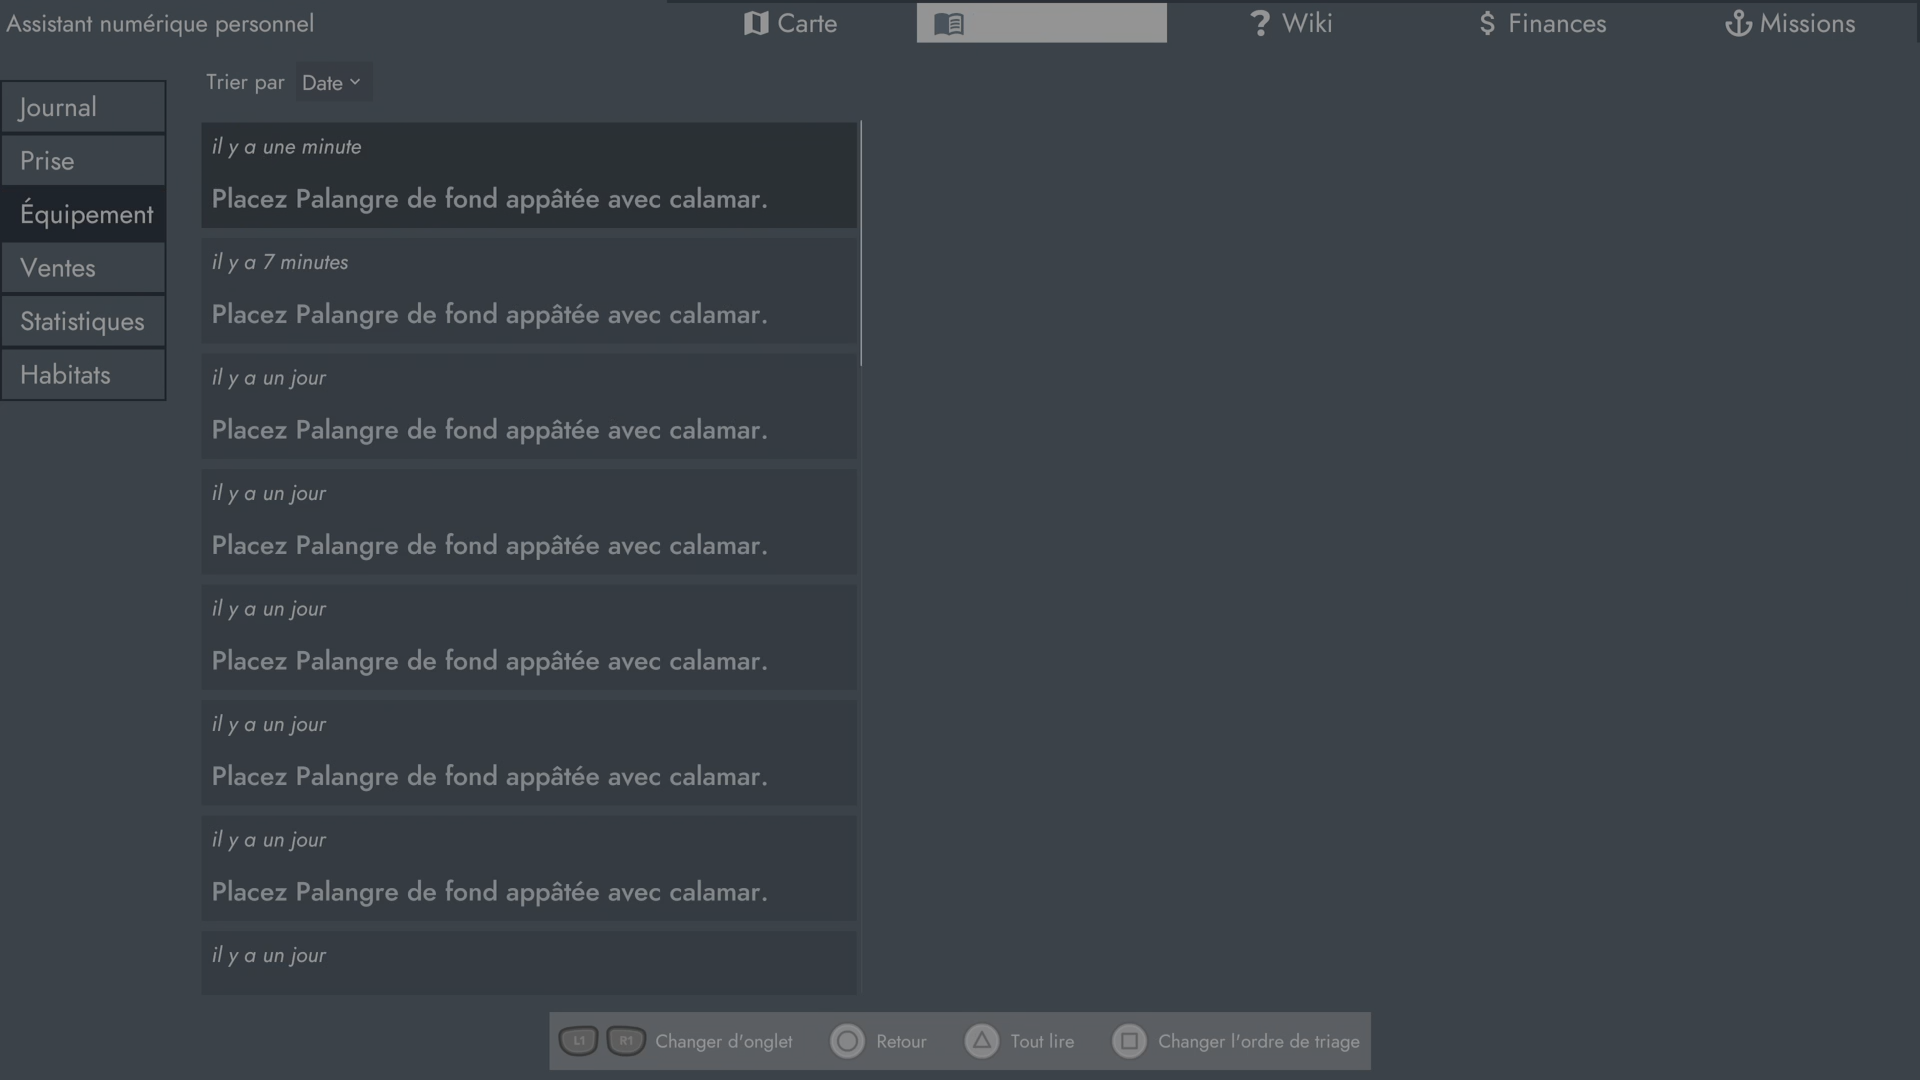 Assistant numérique personnel
Carte
Wiki
Finances
Missions
Trier par Date
Journal
Prise
Équipement
Ventes
Statistiques
Habitats
il y a une minute
Placez Palangre de fond appâtée avec calamar.
il y a 7 minutes
Placez Palangre de fond appâtée avec calamar.
il y a un jour
Placez Palangre de fond appâtée avec calamar.
il y a un jour
Placez Palangre de fond appâtée avec calamar.
il y a un jour
Placez Palangre de fond appâtée avec calamar.
il y a un jour
Placez Palangre de fond appâtée avec calamar.
il y a un jour
Placez Palangre de fond appâtée avec calamar.
il y a un jour
L1 R1 Changer d'onglet Retour Tout lire Changer l'ordre de triage